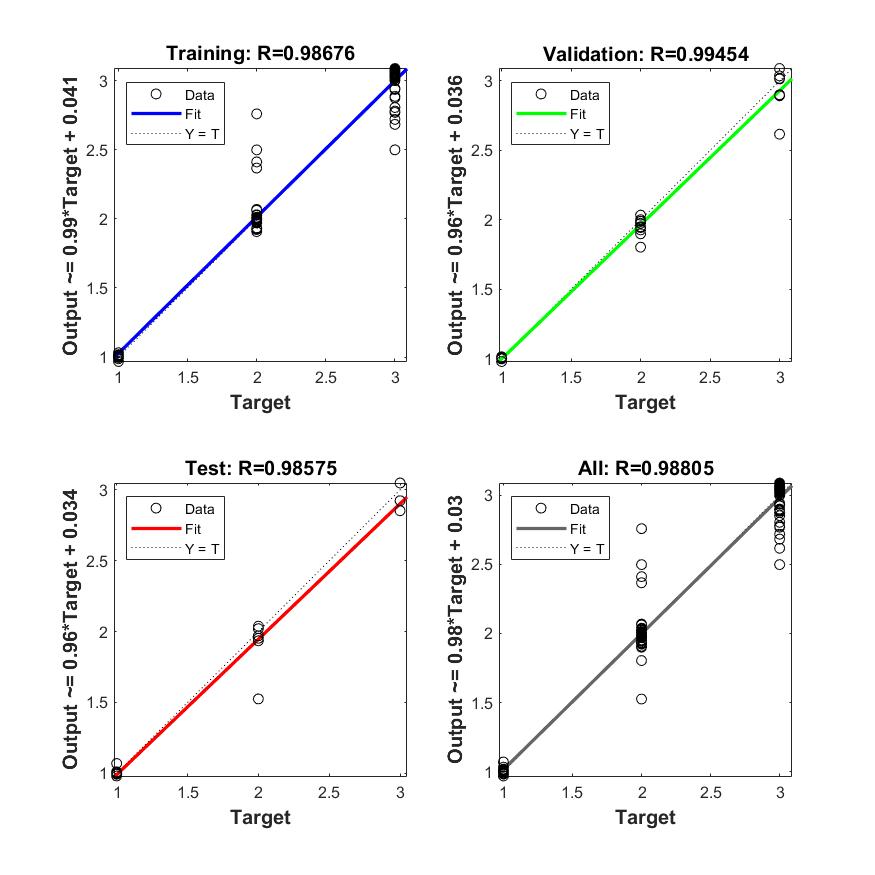 Training: R=0.98676
Output ~= 0.99*Target + 0.041
3
2.5
2
1.5
1
Data
Fit
Y = T
1 1.5 2 2.5 3
Target
Validation: R=0.99454
Output ~= 0.96*Target + 0.036
3
2.5
2
1.5
1
Data
Fit
Y = T
1 1.5 2 2.5 3
Target
Test: R=0.98575
Output ~= 0.96*Target + 0.034
3
2.5
2
1.5
1
Data
Fit
Y = T
1 1.5 2 2.5 3
Target
All: R=0.98805
Output ~= 0.98*Target + 0.03
3
2.5
2
1.5
1
Data
Fit
Y = T
1 1.5 2 2.5 3
Target